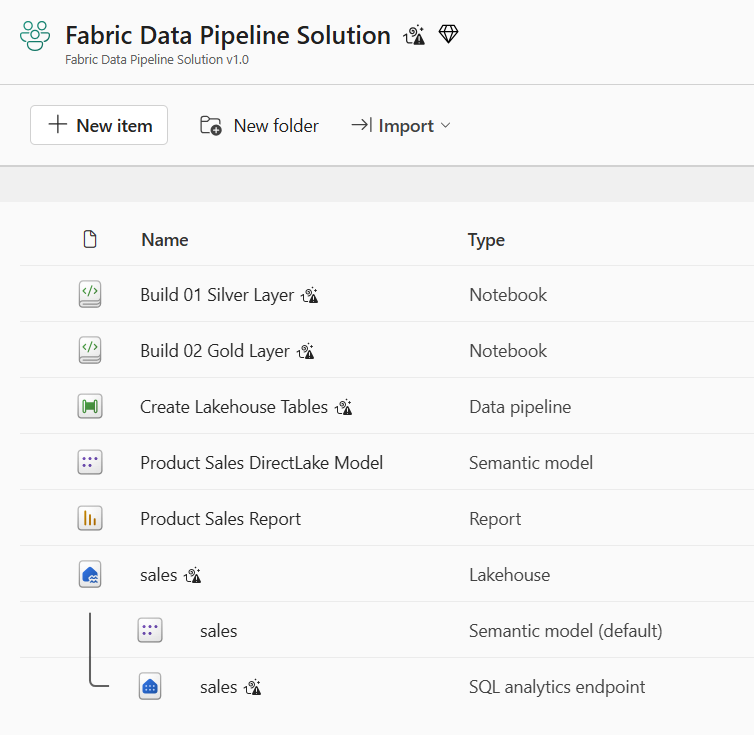 Fabric Data Pipeline Solution
Fabric Data Pipeline Solution v1.0
New item New folder Import
Name Type
Build 01 Silver Layer Notebook
Build 02 Gold Layer Notebook
Create Lakehouse Tables Data pipeline
Product Sales DirectLake Model Semantic model
Product Sales Report Report
sales Lakehouse
sales Semantic model (default)
sales SQL analytics endpoint